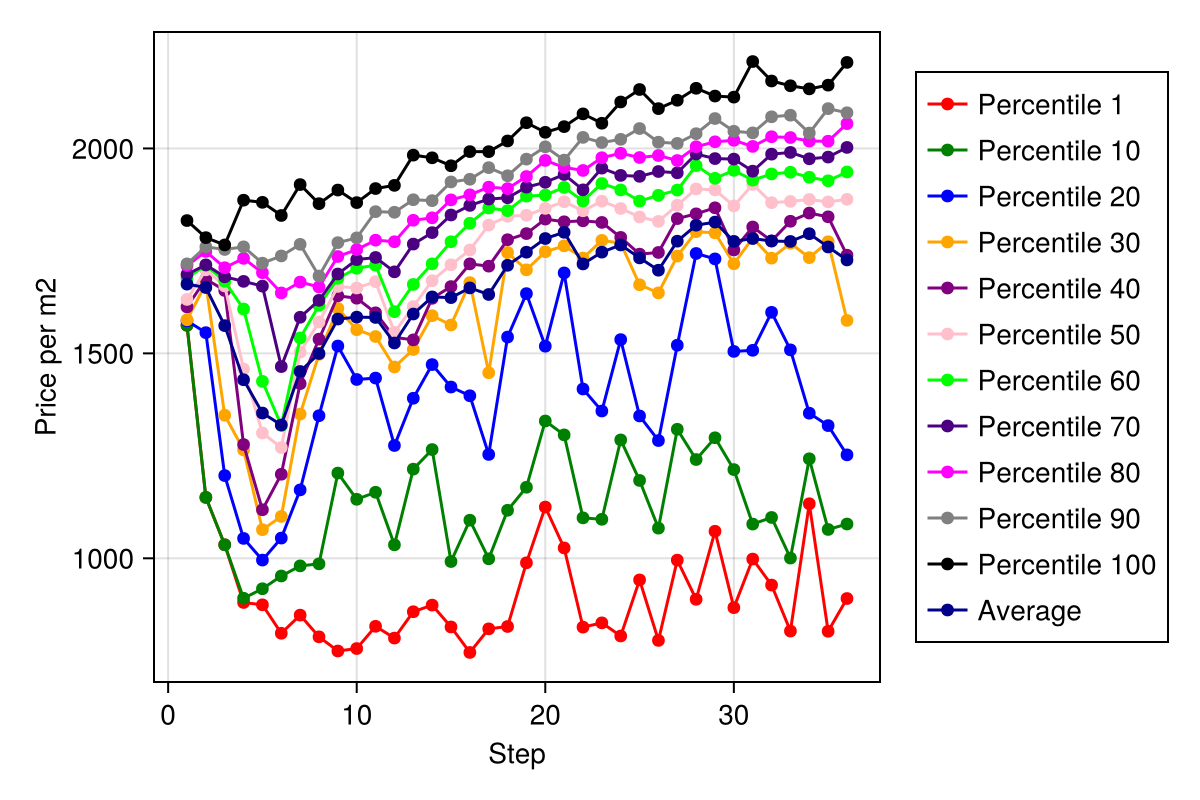 2000
1500
1000
Price per m2
0 10 20 30
Step
Percentile 1
Percentile 10
Percentile 20
Percentile 30
Percentile 40
Percentile 50
Percentile 60
Percentile 70
Percentile 80
Percentile 90
Percentile 100
Average